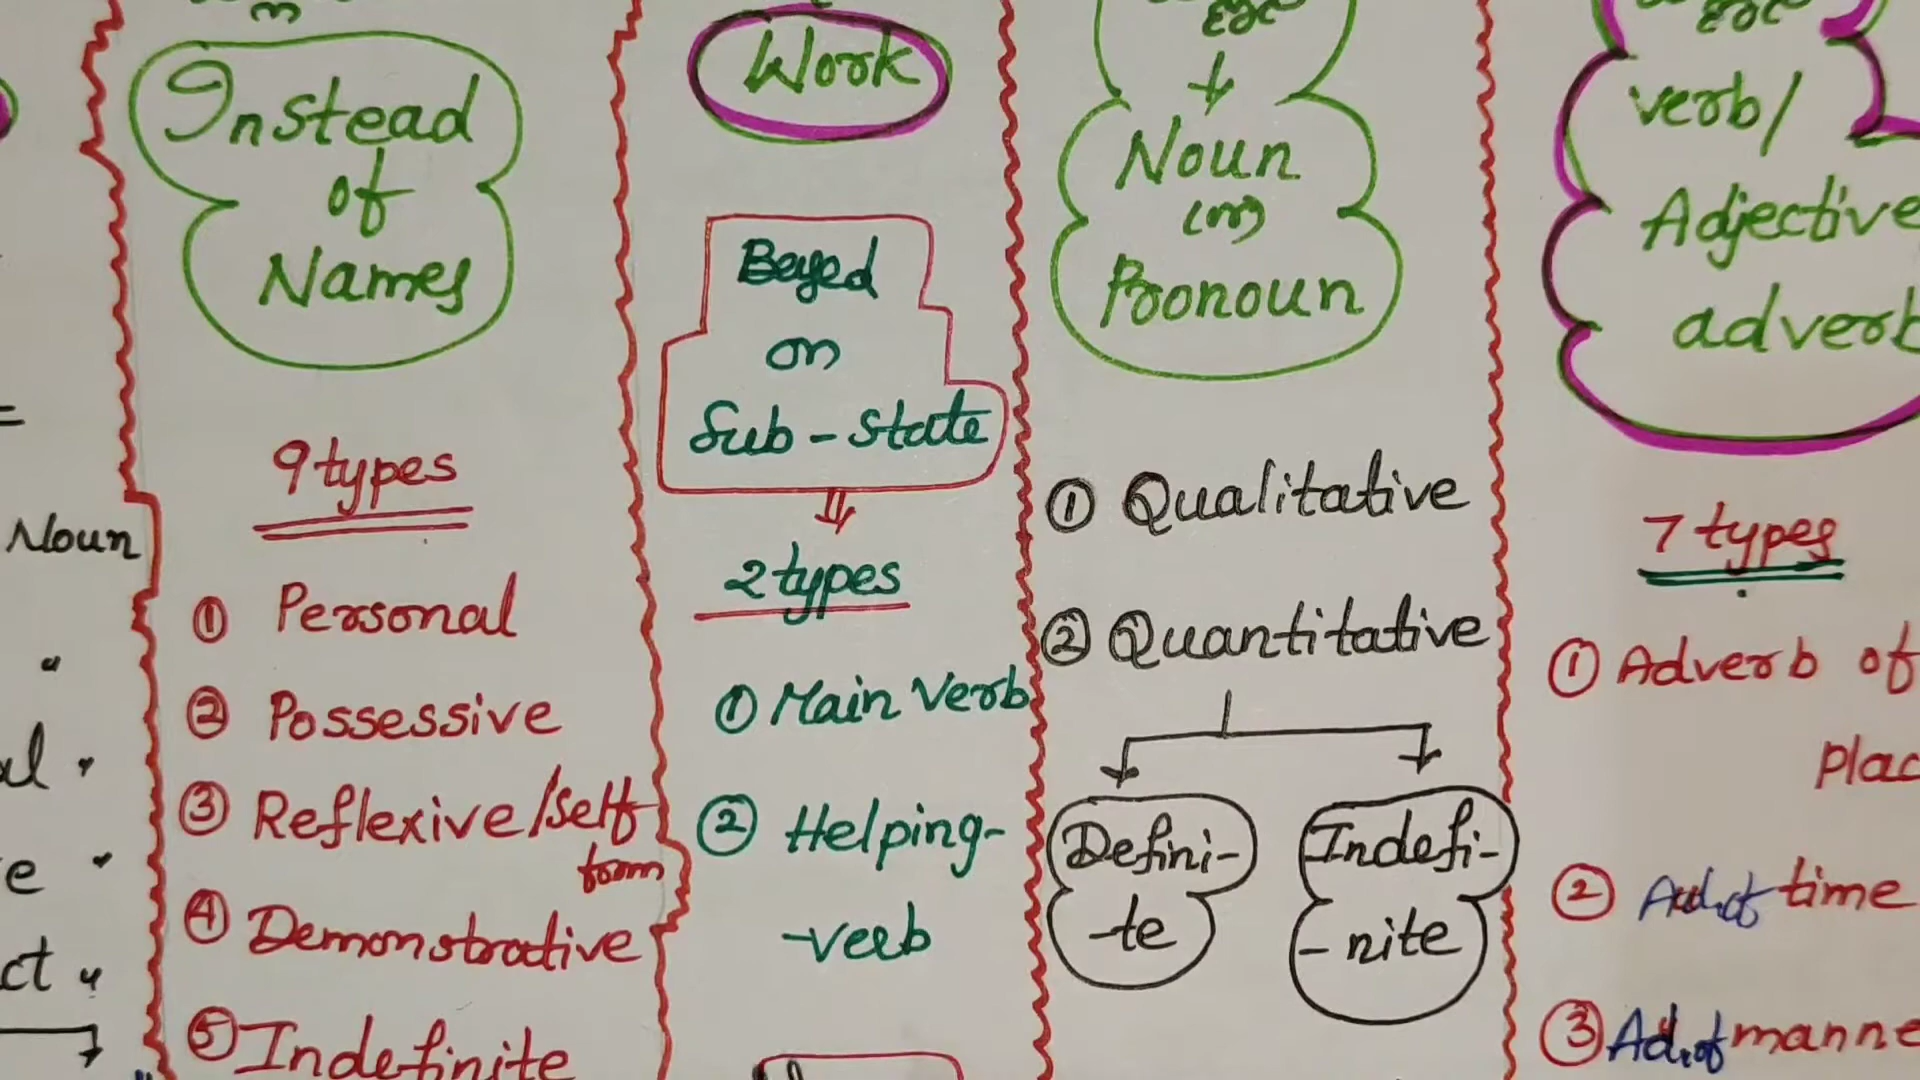 Noun
al "
e "
ct "
Instead
of
Names
9 types
① Personal
② Possessive
③ Reflexive/self
form
④ Demonstrative
⑤ Indefinite
Work
Beyed
on
Sub-state
2 types
① Main Verb
② Helping-
-verb
Noun
(or)
Pronoun
① Qualitative
② Quantitative
Defini-
-te
Indefi-
-nite
verb/
Adjective
adverb
7 types
① Adverb of
plac
② Ad.of time
③ Ad.of manne